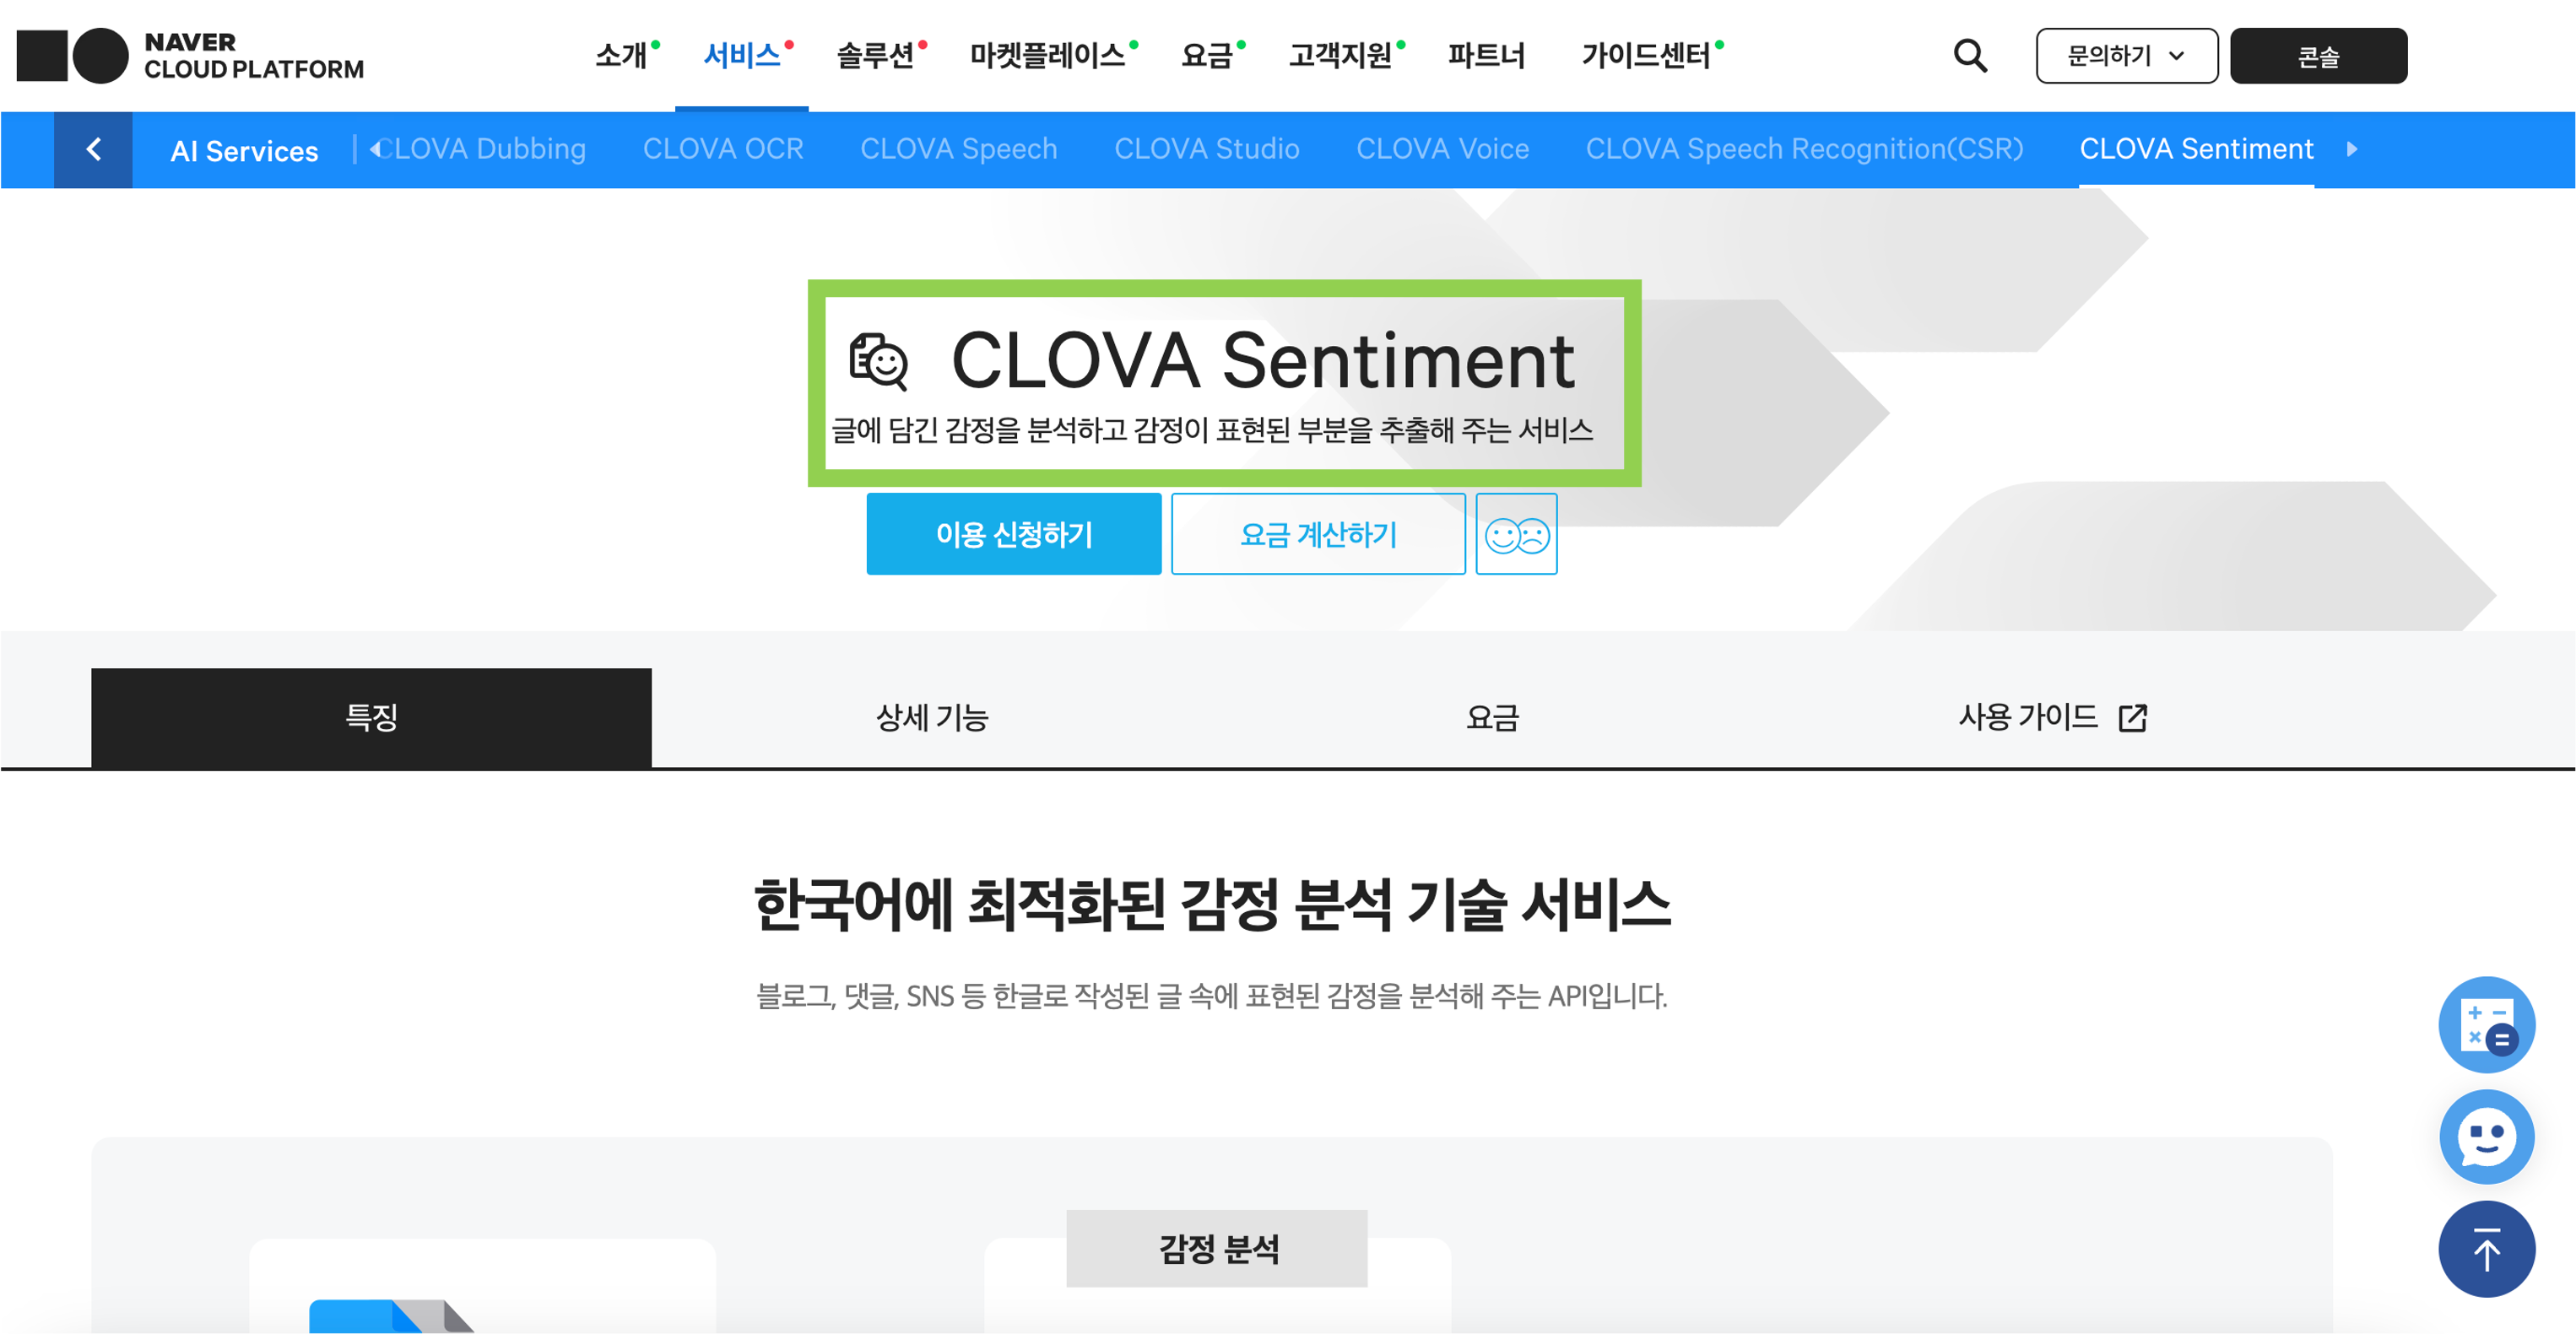 NAVER
CLOUD PLATFORM
소개 서비스 솔루션 마켓플레이스 요금 고객지원 파트너 가이드센터
문의하기
콘솔
AI Services
CLOVA Dubbing CLOVA OCR CLOVA Speech CLOVA Studio CLOVA Voice CLOVA Speech Recognition(CSR) CLOVA Sentiment
CLOVA Sentiment
글에 담긴 감정을 분석하고 감정이 표현된 부분을 추출해 주는 서비스
이용 신청하기 요금 계산하기
특징 상세 기능 요금 사용 가이드
한국어에 최적화된 감정 분석 기술 서비스
블로그, 댓글, SNS 등 한글로 작성된 글 속에 표현된 감정을 분석해 주는 API입니다.
감정 분석